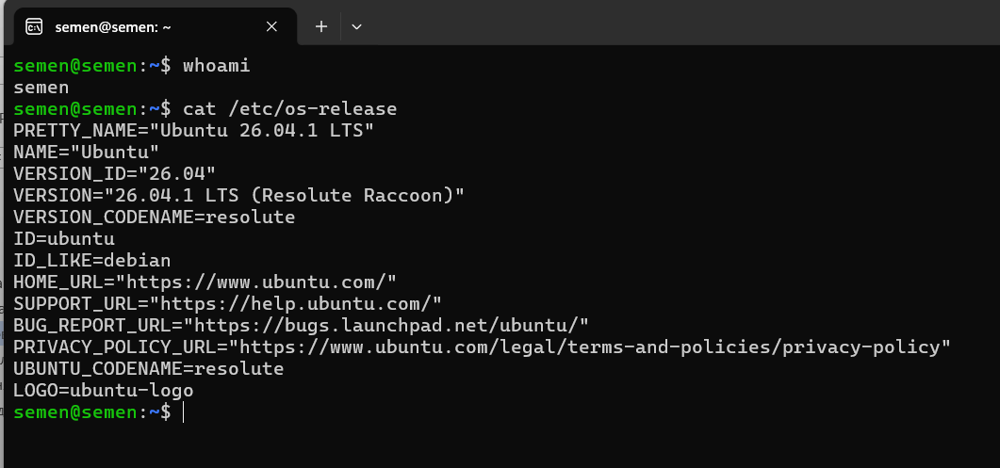 semen@semen: ~
semen@semen:~$ whoami
semen
semen@semen:~$ cat /etc/os-release
PRETTY_NAME="Ubuntu 26.04.1 LTS"
NAME="Ubuntu"
VERSION_ID="26.04"
VERSION="26.04.1 LTS (Resolute Raccoon)"
VERSION_CODENAME=resolute
ID=ubuntu
ID_LIKE=debian
HOME_URL="https://www.ubuntu.com/"
SUPPORT_URL="https://help.ubuntu.com/"
BUG_REPORT_URL="https://bugs.launchpad.net/ubuntu/"
PRIVACY_POLICY_URL="https://www.ubuntu.com/legal/terms-and-policies/privacy-policy"
UBUNTU_CODENAME=resolute
LOGO=ubuntu-logo
semen@semen:~$